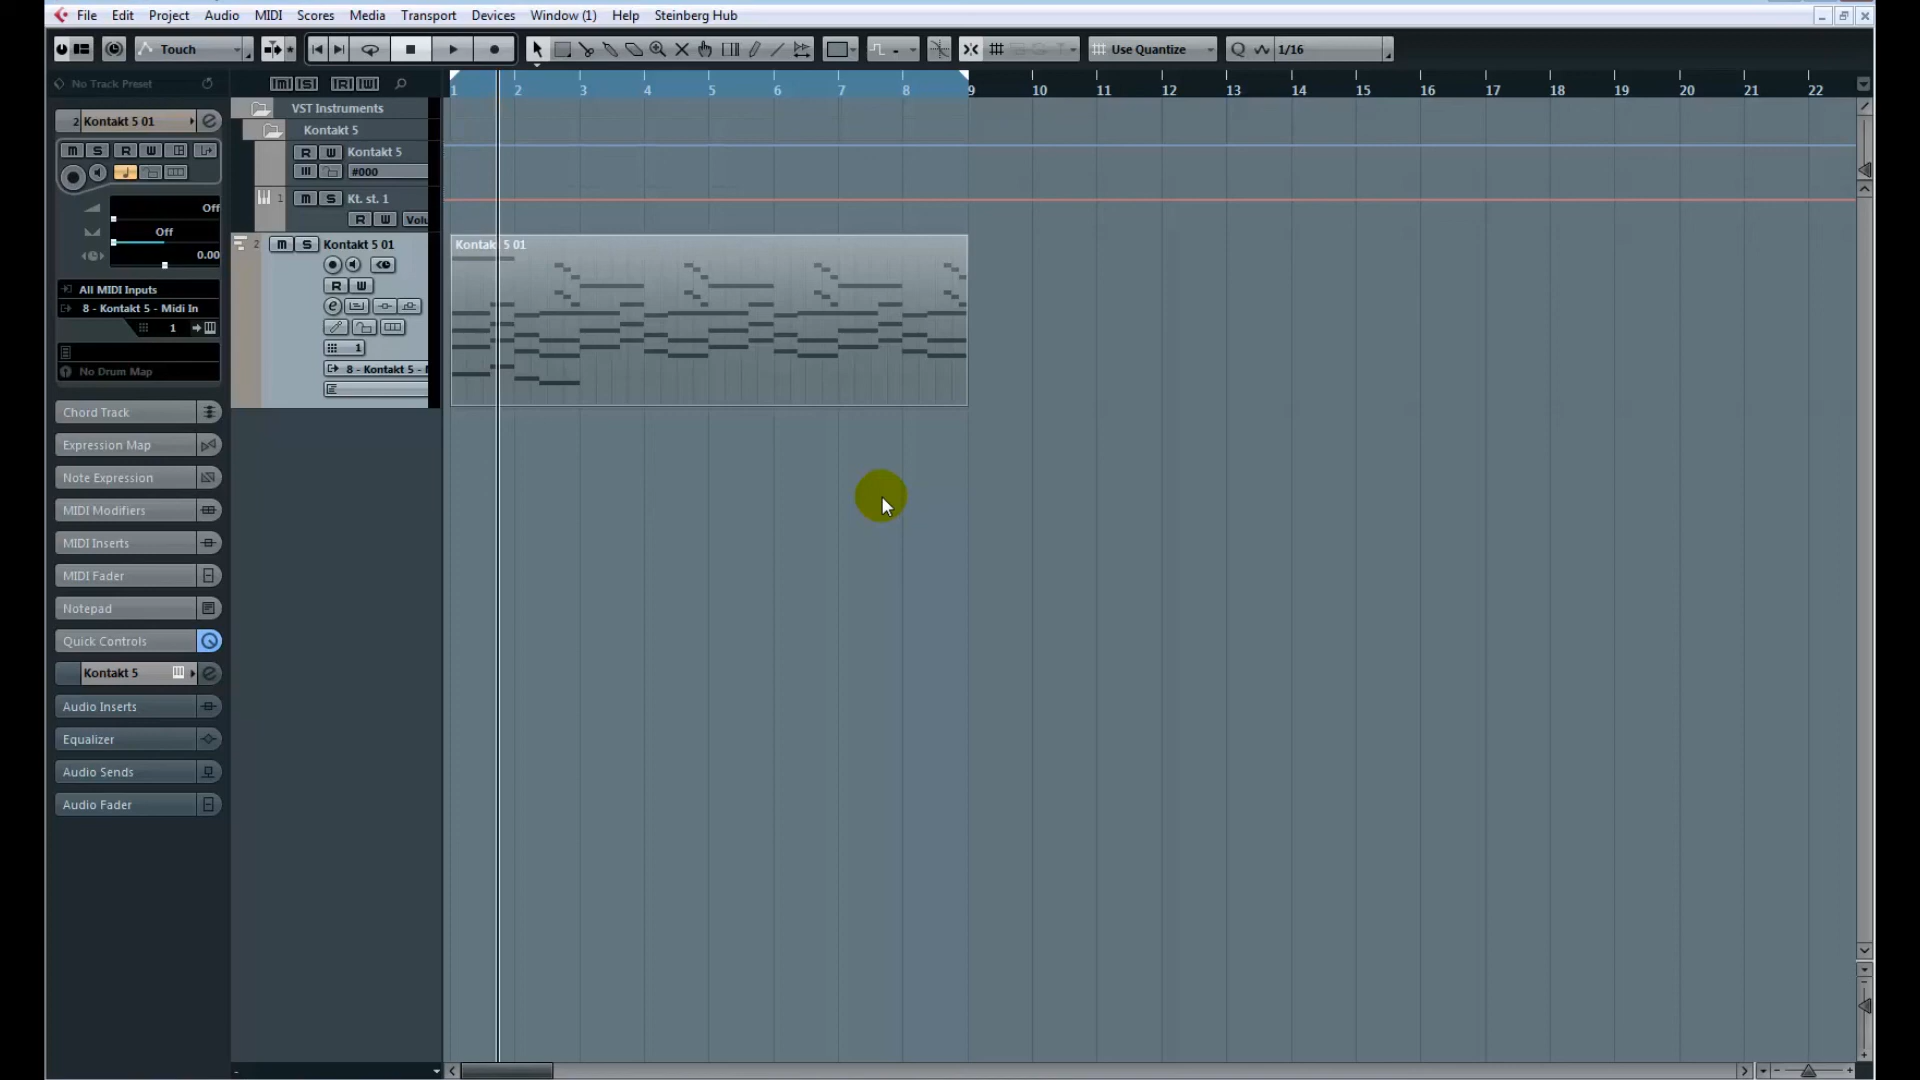 File Edit Project Audio MIDI Scores Media Transport Devices Window (1) Help Steinberg Hub
Touch Use Quantize 1/16
No Track Preset
1 2 3 4 5 6 7 8 9 10 11 12 13 14 15 16 17 18 19 20 21 22
VST Instruments
2 Kontakt 5 01
Kontakt 5
M S R W
R W Kontakt 5
#000
1 M S Kt. st. 1
Off
R W Volu
Off
2 M S Kontakt 5 01
Kontakt 5 01
0.00
All MIDI Inputs
R W
8 - Kontakt 5 - Midi In
1
1
8 - Kontakt 5 -
No Drum Map
Chord Track
Expression Map
Note Expression
MIDI Modifiers
MIDI Inserts
MIDI Fader
Notepad
Quick Controls
Kontakt 5
Audio Inserts
Equalizer
Audio Sends
Audio Fader